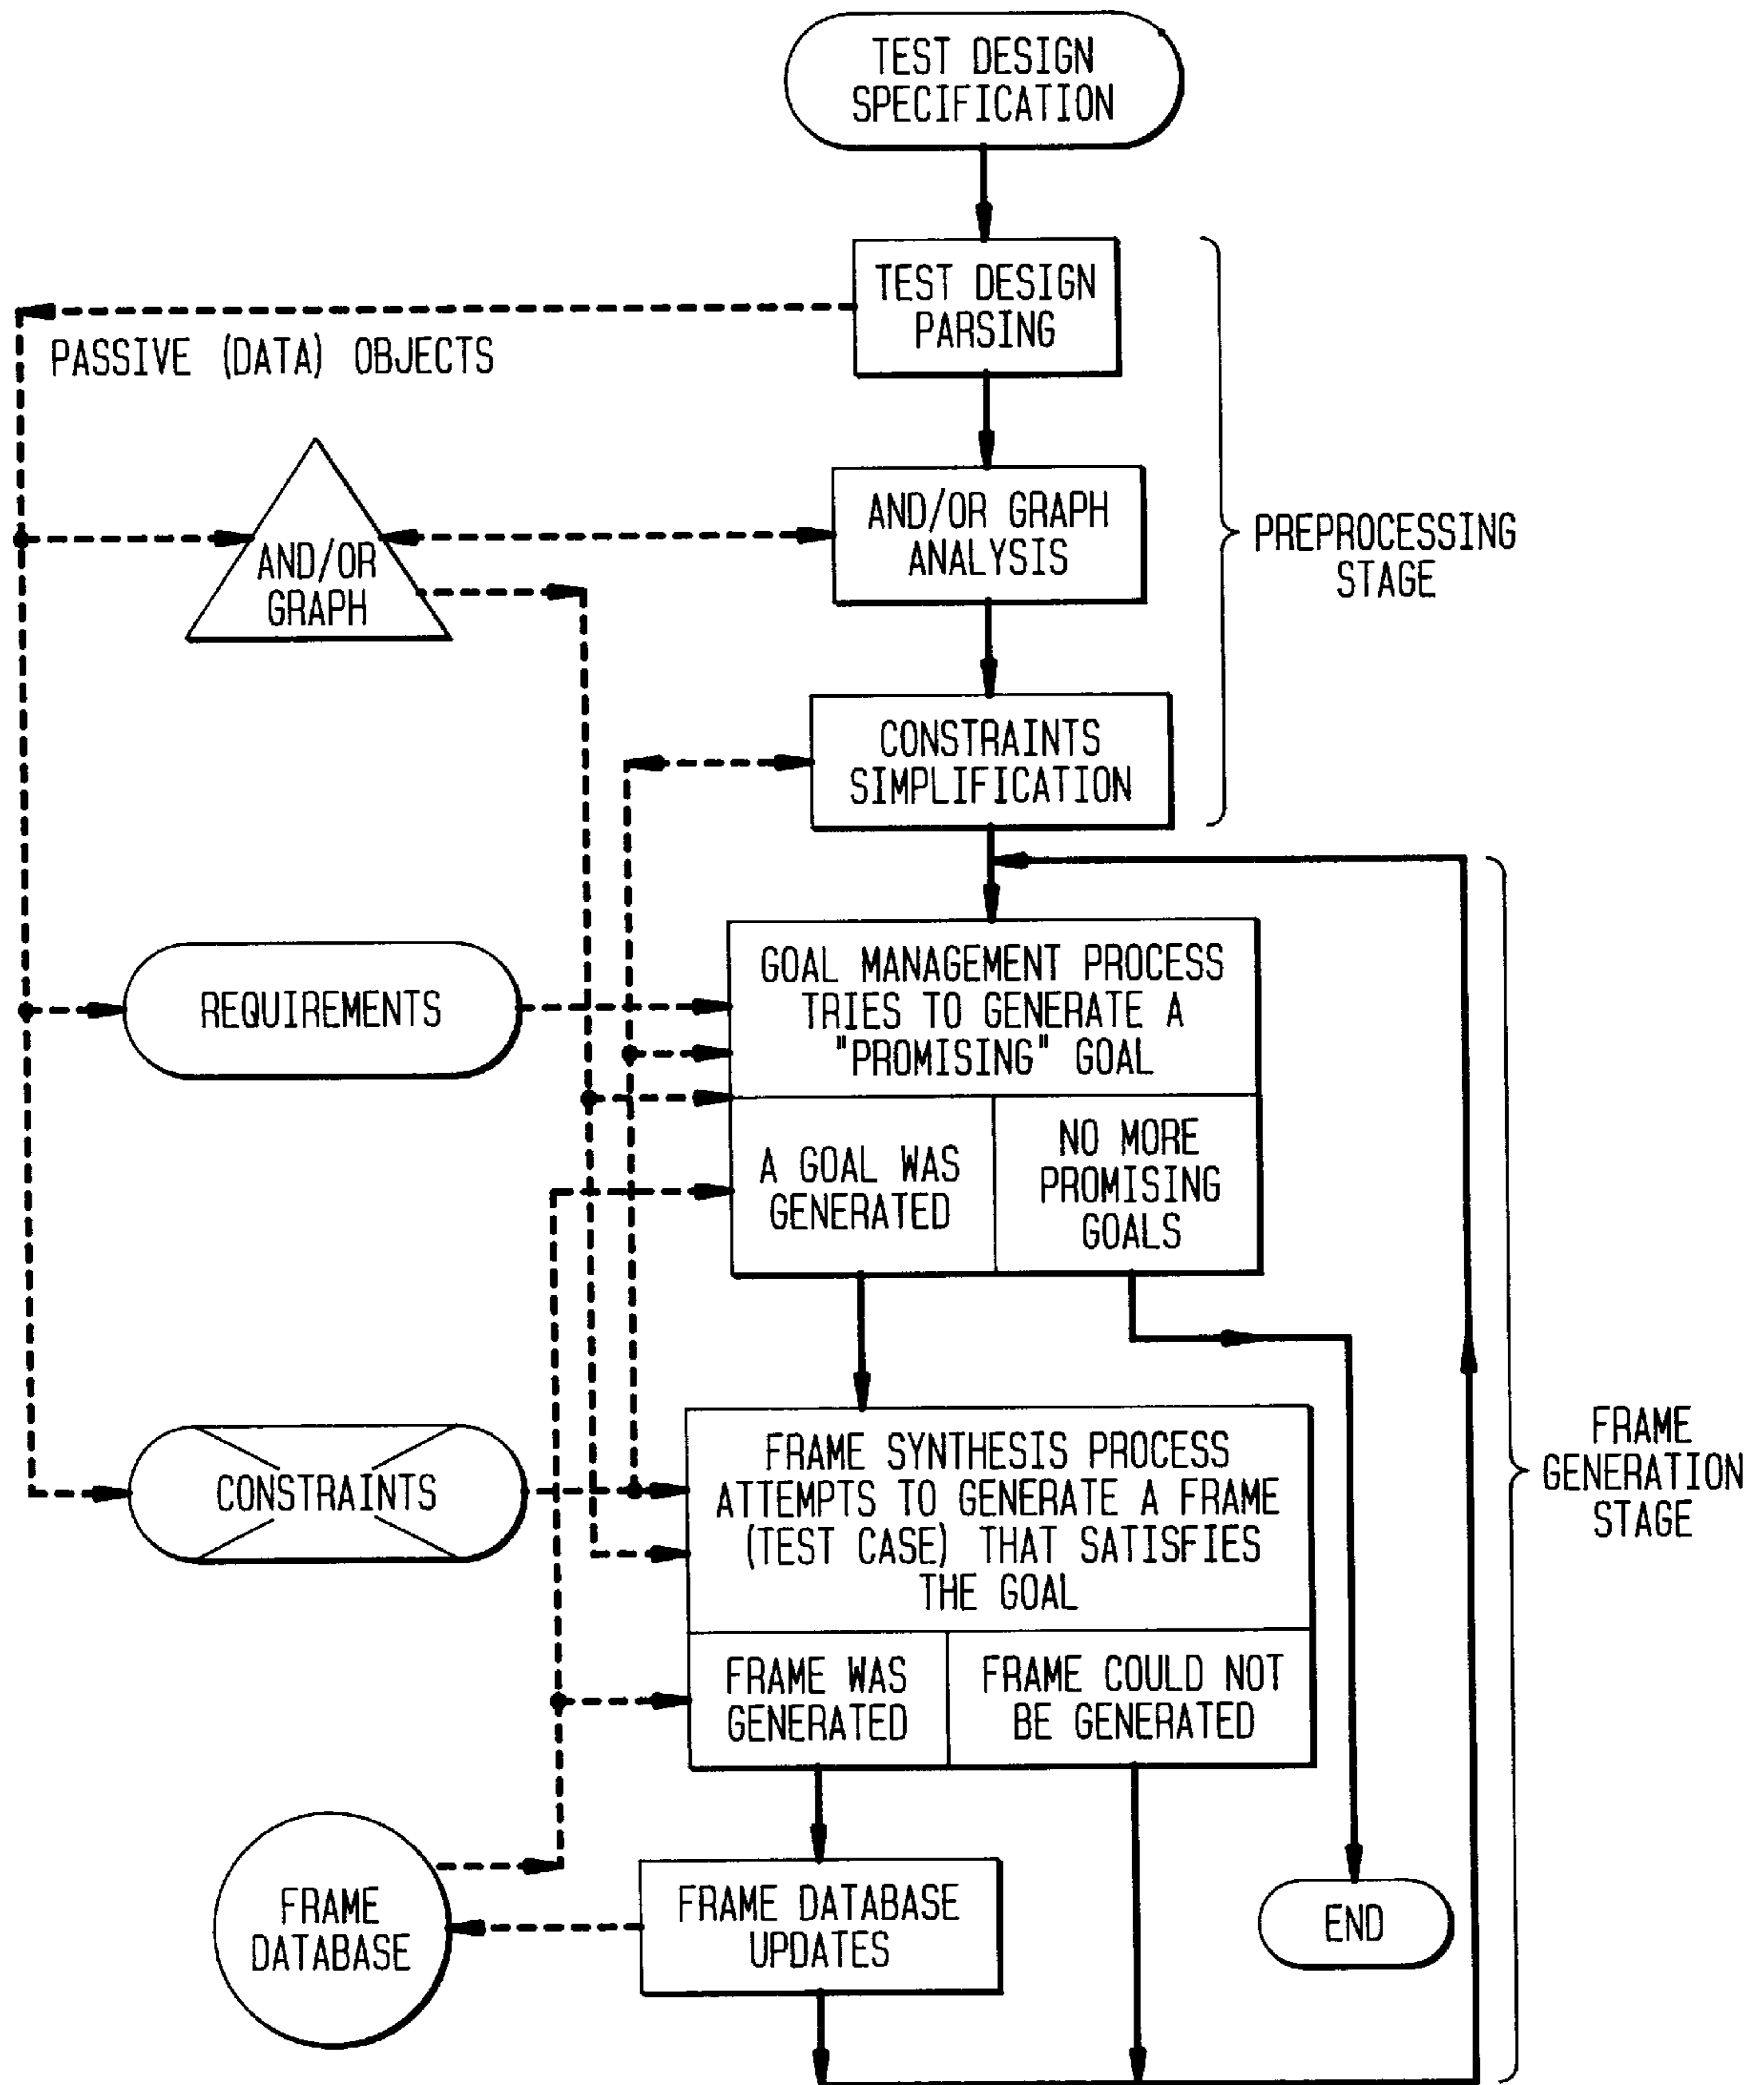 TEST DESIGN
SPECIFICATION
TEST DESIGN
PARSING
PASSIVE (DATA) OBJECTS
AND/OR GRAPH
ANALYSIS
AND/OR
GRAPH
PREPROCESSING
STAGE
CONSTRAINTS
SIMPLIFICATION
GOAL MANAGEMENT PROCESS
TRIES TO GENERATE A
"PROMISING" GOAL
REQUIREMENTS
A GOAL WAS
GENERATED
NO MORE
PROMISING
GOALS
FRAME SYNTHESIS PROCESS
ATTEMPTS TO GENERATE A FRAME
(TEST CASE) THAT SATISFIES
THE GOAL
CONSTRAINTS
FRAME
GENERATION
STAGE
FRAME WAS
GENERATED
FRAME COULD NOT
BE GENERATED
FRAME
DATABASE
FRAME DATABASE
UPDATES
END